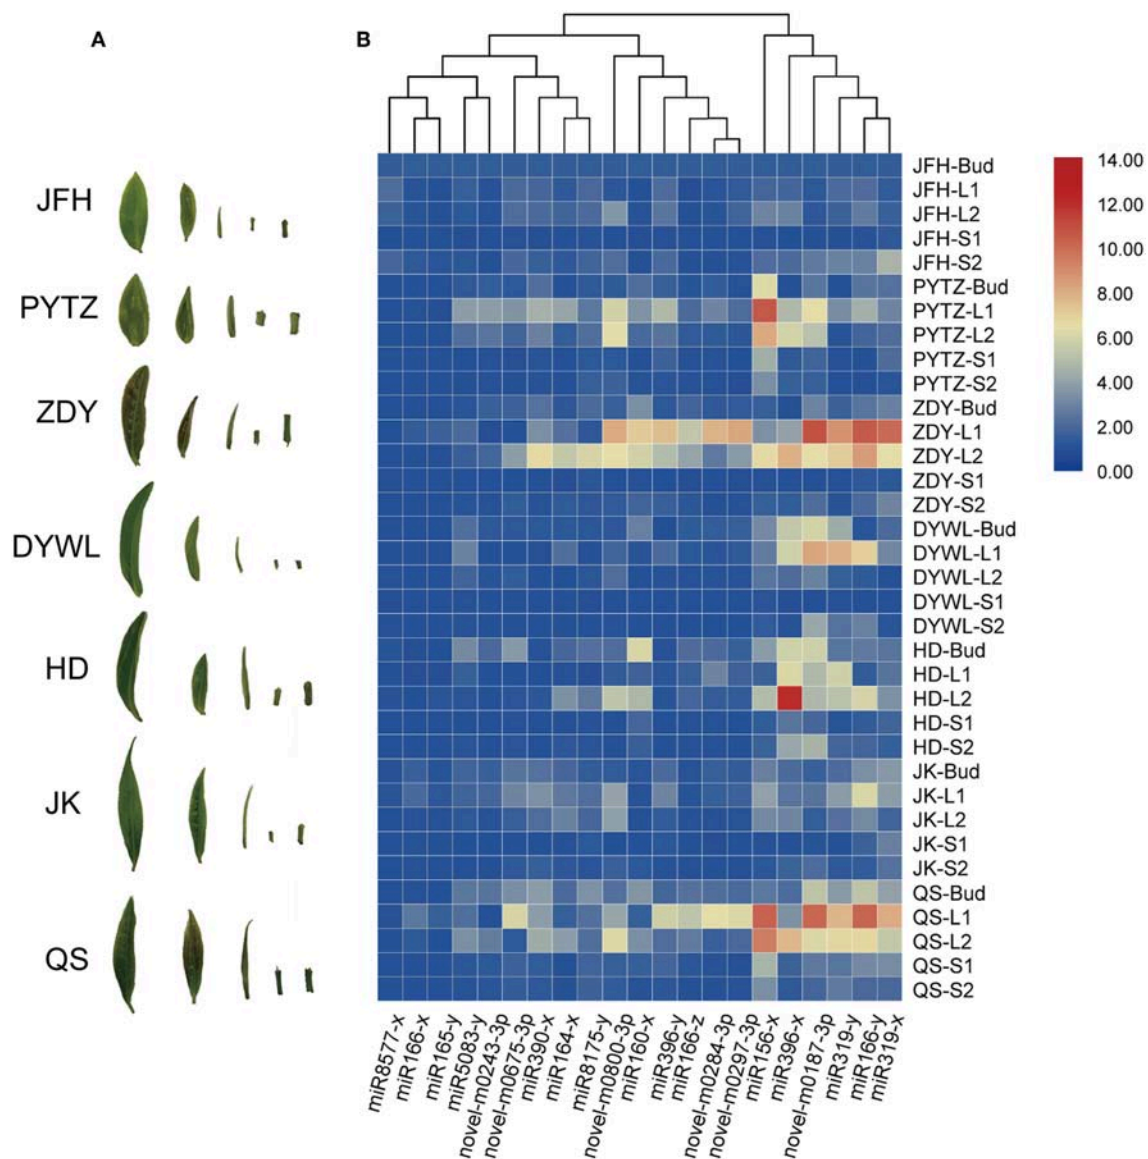 A
B
JFH
PYTZ
ZDY
DYWL
HD
JK
QS
JFH-Bud
JFH-L1
JFH-L2
JFH-S1
JFH-S2
PYTZ-Bud
PYTZ-L1
PYTZ-L2
PYTZ-S1
PYTZ-S2
ZDY-Bud
ZDY-L1
ZDY-L2
ZDY-S1
ZDY-S2
DYWL-Bud
DYWL-L1
DYWL-L2
DYWL-S1
DYWL-S2
HD-Bud
HD-L1
HD-L2
HD-S1
HD-S2
JK-Bud
JK-L1
JK-L2
JK-S1
JK-S2
QS-Bud
QS-L1
QS-L2
QS-S1
QS-S2
14.00
12.00
10.00
8.00
6.00
4.00
2.00
0.00
miR8577-x
miR166-x
miR165-y
miR5083-y
novel-m0243-3p
novel-m0675-3p
miR390-x
miR164-x
miR8175-y
novel-m0800-3p
miR160-x
miR396-y
miR166-z
novel-m0284-3p
novel-m0297-3p
miR156-x
miR396-x
novel-m0187-3p
miR319-y
miR166-y
miR319-x